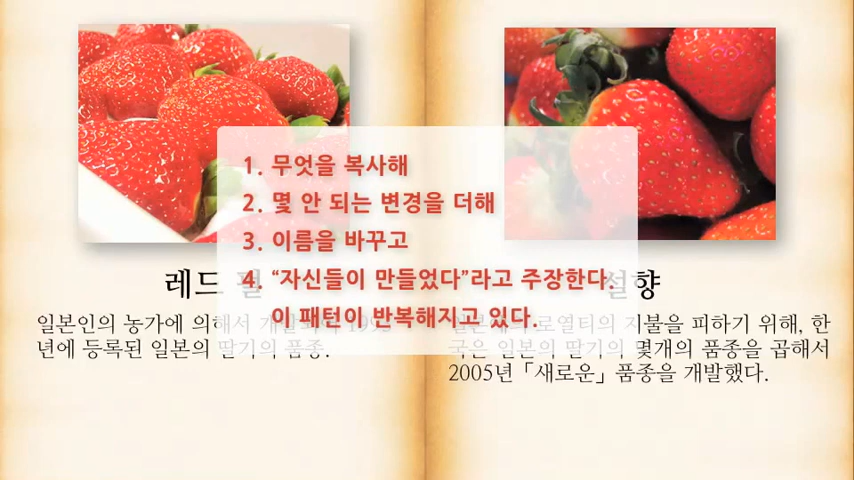 1. 무엇을 복사해
2. 몇 안 되는 변경을 더해
3. 이름을 바꾸고
4. “자신들이 만들었다”라고 주장한다.
이 패턴이 반복해지고 있다.
레드 펄
일본인의 농가에 의해서 개발되어 1993
년에 등록된 일본의 딸기의 품종.
설향
로열티의 지불을 피하기 위해, 한
국은 일본의 딸기의 몇개의 품종을 곱해서
2005년 「새로운」 품종을 개발했다.